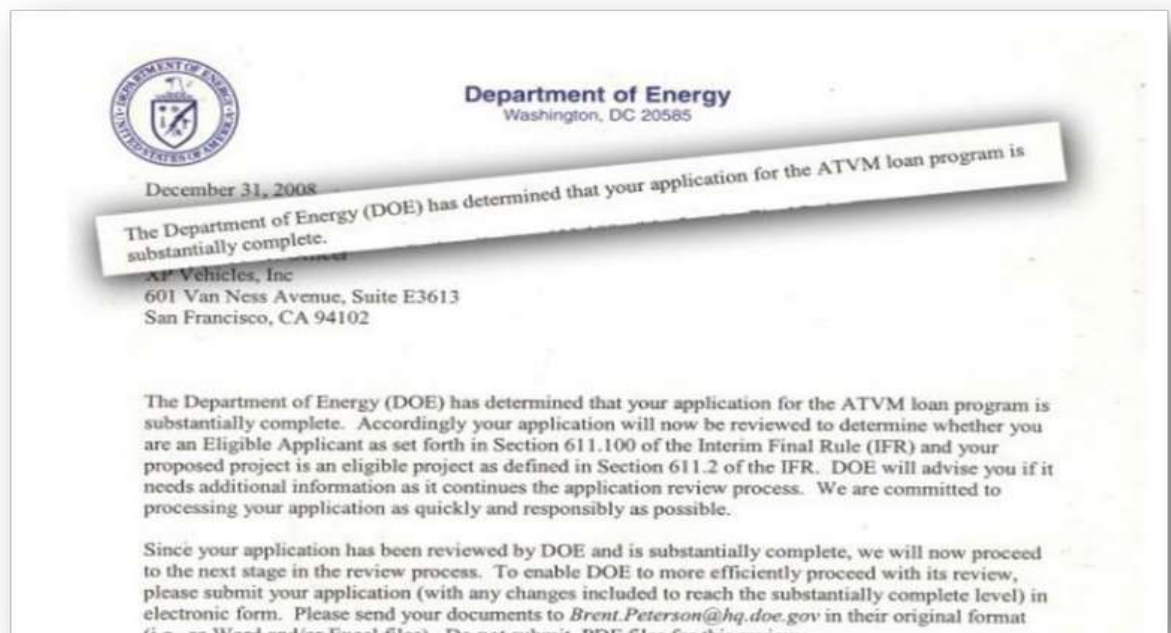 DEPARTMENT OF ENERGY
UNITED STATES OF AMERICA
Department of Energy
Washington, DC 20585
December 31, 2008
The Department of Energy (DOE) has determined that your application for the ATVM loan program is
substantially complete.
XP Vehicles, Inc
601 Van Ness Avenue, Suite E3613
San Francisco, CA 94102
The Department of Energy (DOE) has determined that your application for the ATVM loan program is
substantially complete. Accordingly your application will now be reviewed to determine whether you
are an Eligible Applicant as set forth in Section 611.100 of the Interim Final Rule (IFR) and your
proposed project is an eligible project as defined in Section 611.2 of the IFR. DOE will advise you if it
needs additional information as it continues the application review process. We are committed to
processing your application as quickly and responsibly as possible.
Since your application has been reviewed by DOE and is substantially complete, we will now proceed
to the next stage in the review process. To enable DOE to more efficiently proceed with its review,
please submit your application (with any changes included to reach the substantially complete level) in
electronic form. Please send your documents to Brent.Peterson@hq.doe.gov in their original format